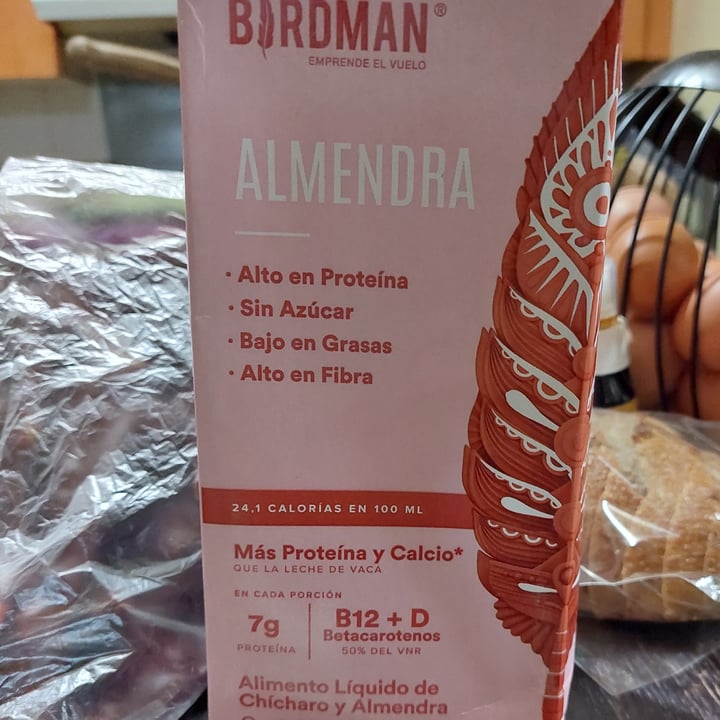 BIRDMAN®
EMPRENDE EL VUELO
ALMENDRA
· Alto en Proteína
· Sin Azúcar
· Bajo en Grasas
· Alto en Fibra
24,1 CALORÍAS EN 100 ML
Más Proteína y Calcio*
QUE LA LECHE DE VACA
EN CADA PORCIÓN
7g
PROTEÍNA
B12 + D
Betacarotenos
50% DEL VNR
Alimento Líquido de
Chícharo y Almendra